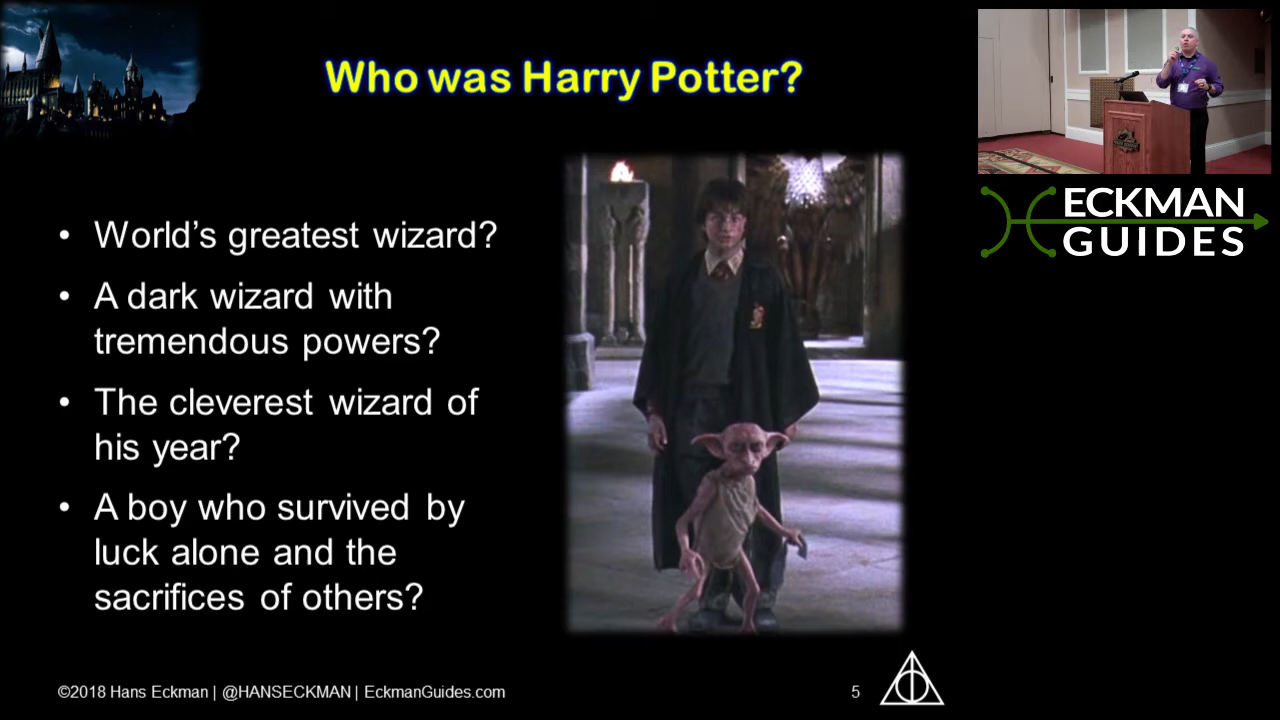 Who was Harry Potter?
• World’s greatest wizard?
• A dark wizard with
tremendous powers?
• The cleverest wizard of
his year?
• A boy who survived by
luck alone and the
sacrifices of others?
©2018 Hans Eckman | @HANSECKMAN | EckmanGuides.com
5
ECKMAN
GUIDES